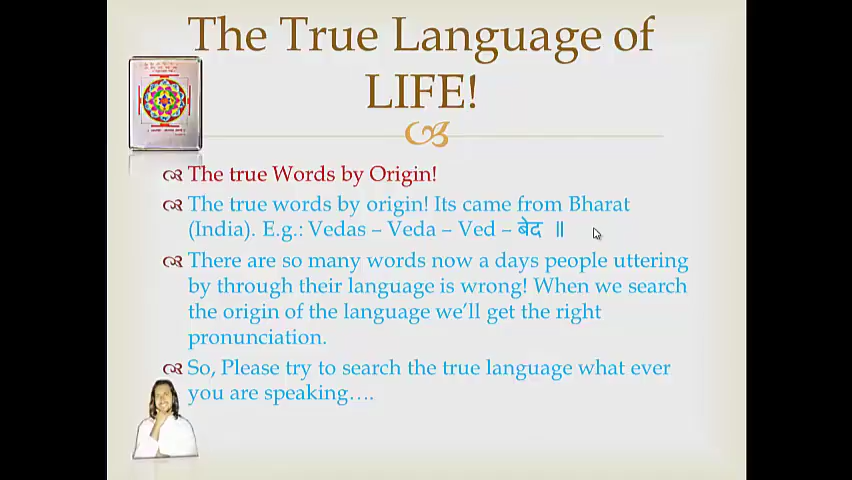 The True Language of
LIFE!
The true Words by Origin!
The true words by origin! Its came from Bharat
(India). E.g.: Vedas – Veda – Ved – बेद ॥
There are so many words now a days people uttering
by through their language is wrong! When we search
the origin of the language we’ll get the right
pronunciation.
So, Please try to search the true language what ever
you are speaking….